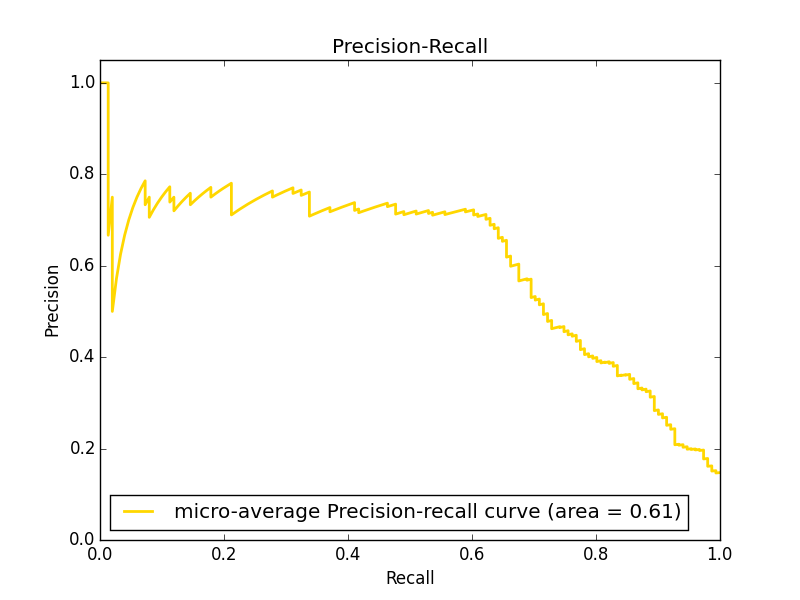 Precision-Recall
1.0
0.8
0.6
0.4
0.2
0.0
Precision
micro-average Precision-recall curve (area = 0.61)
0.0 0.2 0.4 0.6 0.8 1.0
Recall